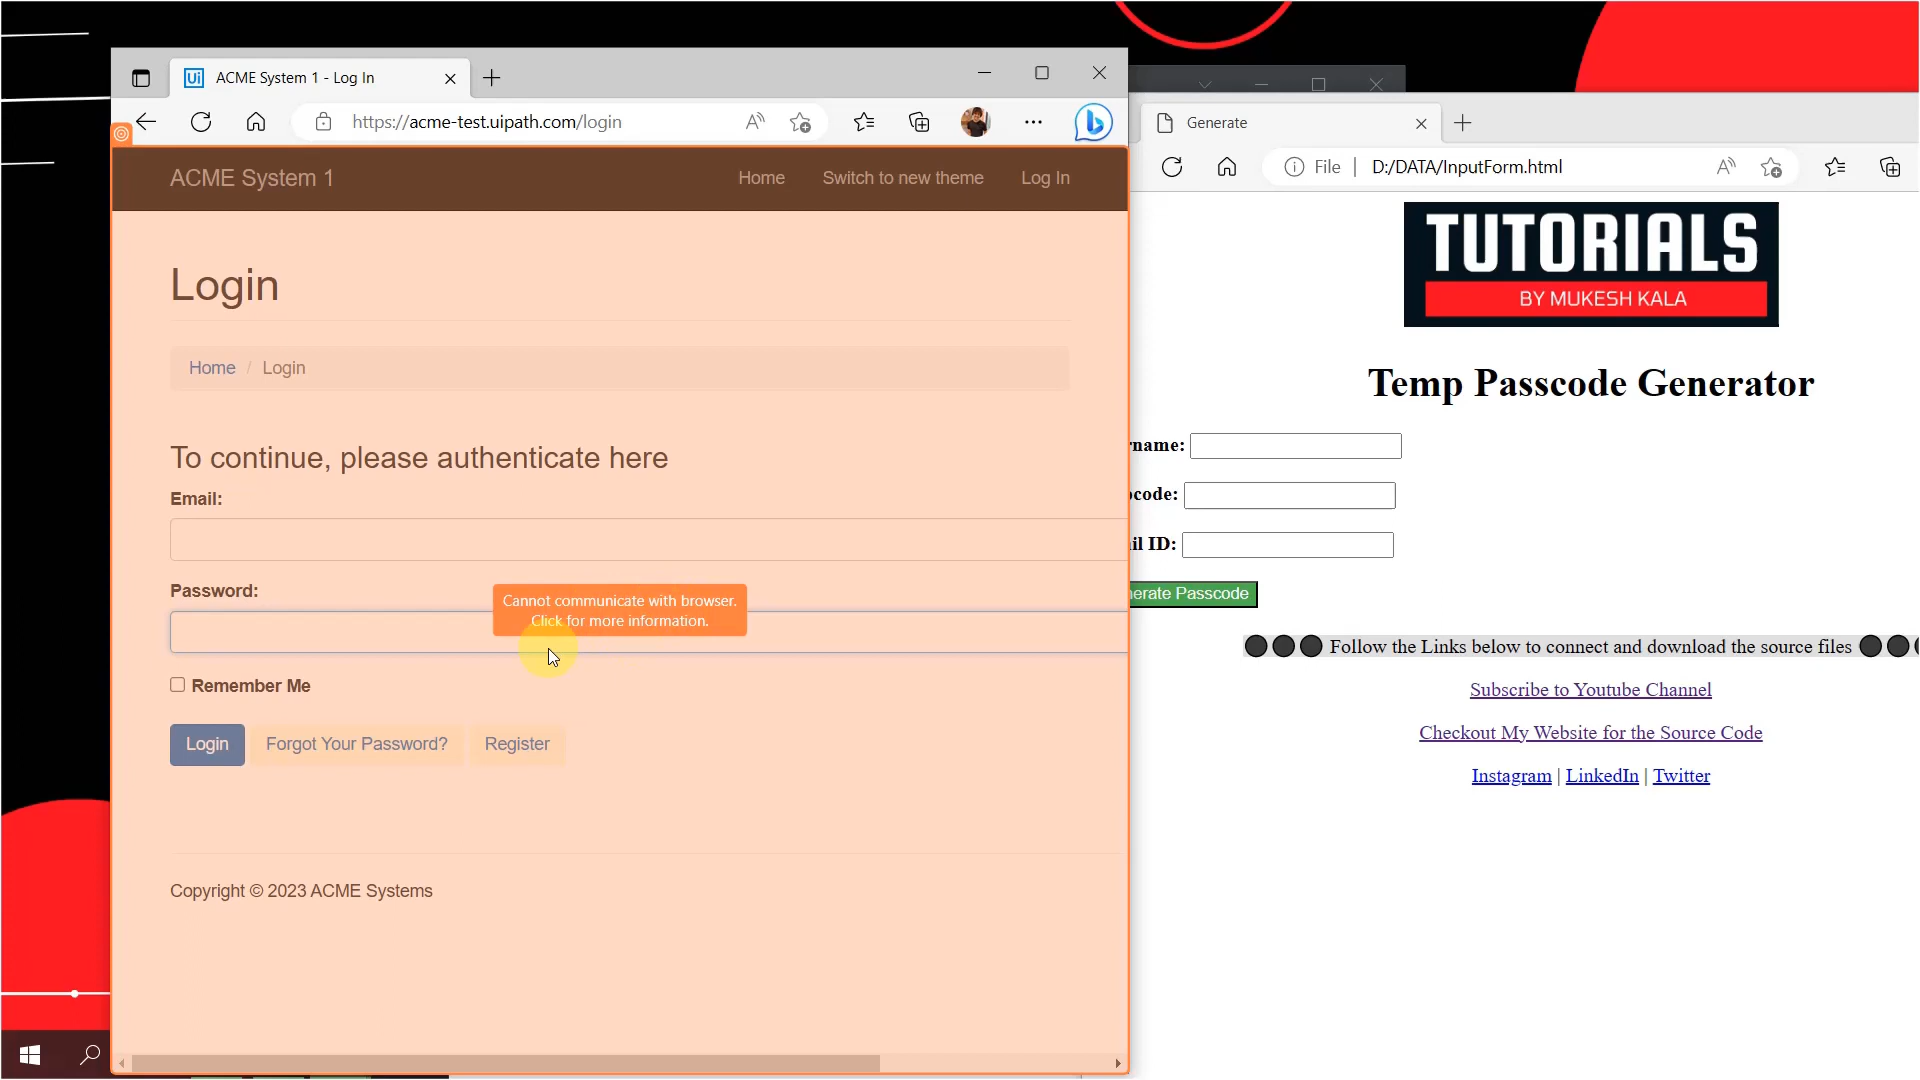 ACME System 1 - Log In
https://acme-test.uipath.com/login
ACME System 1
Home
Switch to new theme
Log In
Login
Home / Login
To continue, please authenticate here
Email:
Password:
Cannot communicate with browser.
Click for more information.
Remember Me
Login
Forgot Your Password?
Register
Copyright © 2023 ACME Systems
Generate
File
D:/DATA/InputForm.html
TUTORIALS
BY MUKESH KALA
Temp Passcode Generator
rname:
code:
il ID:
nerate Passcode
Follow the Links below to connect and download the source files
Subscribe to Youtube Channel
Checkout My Website for the Source Code
Instagram | LinkedIn | Twitter